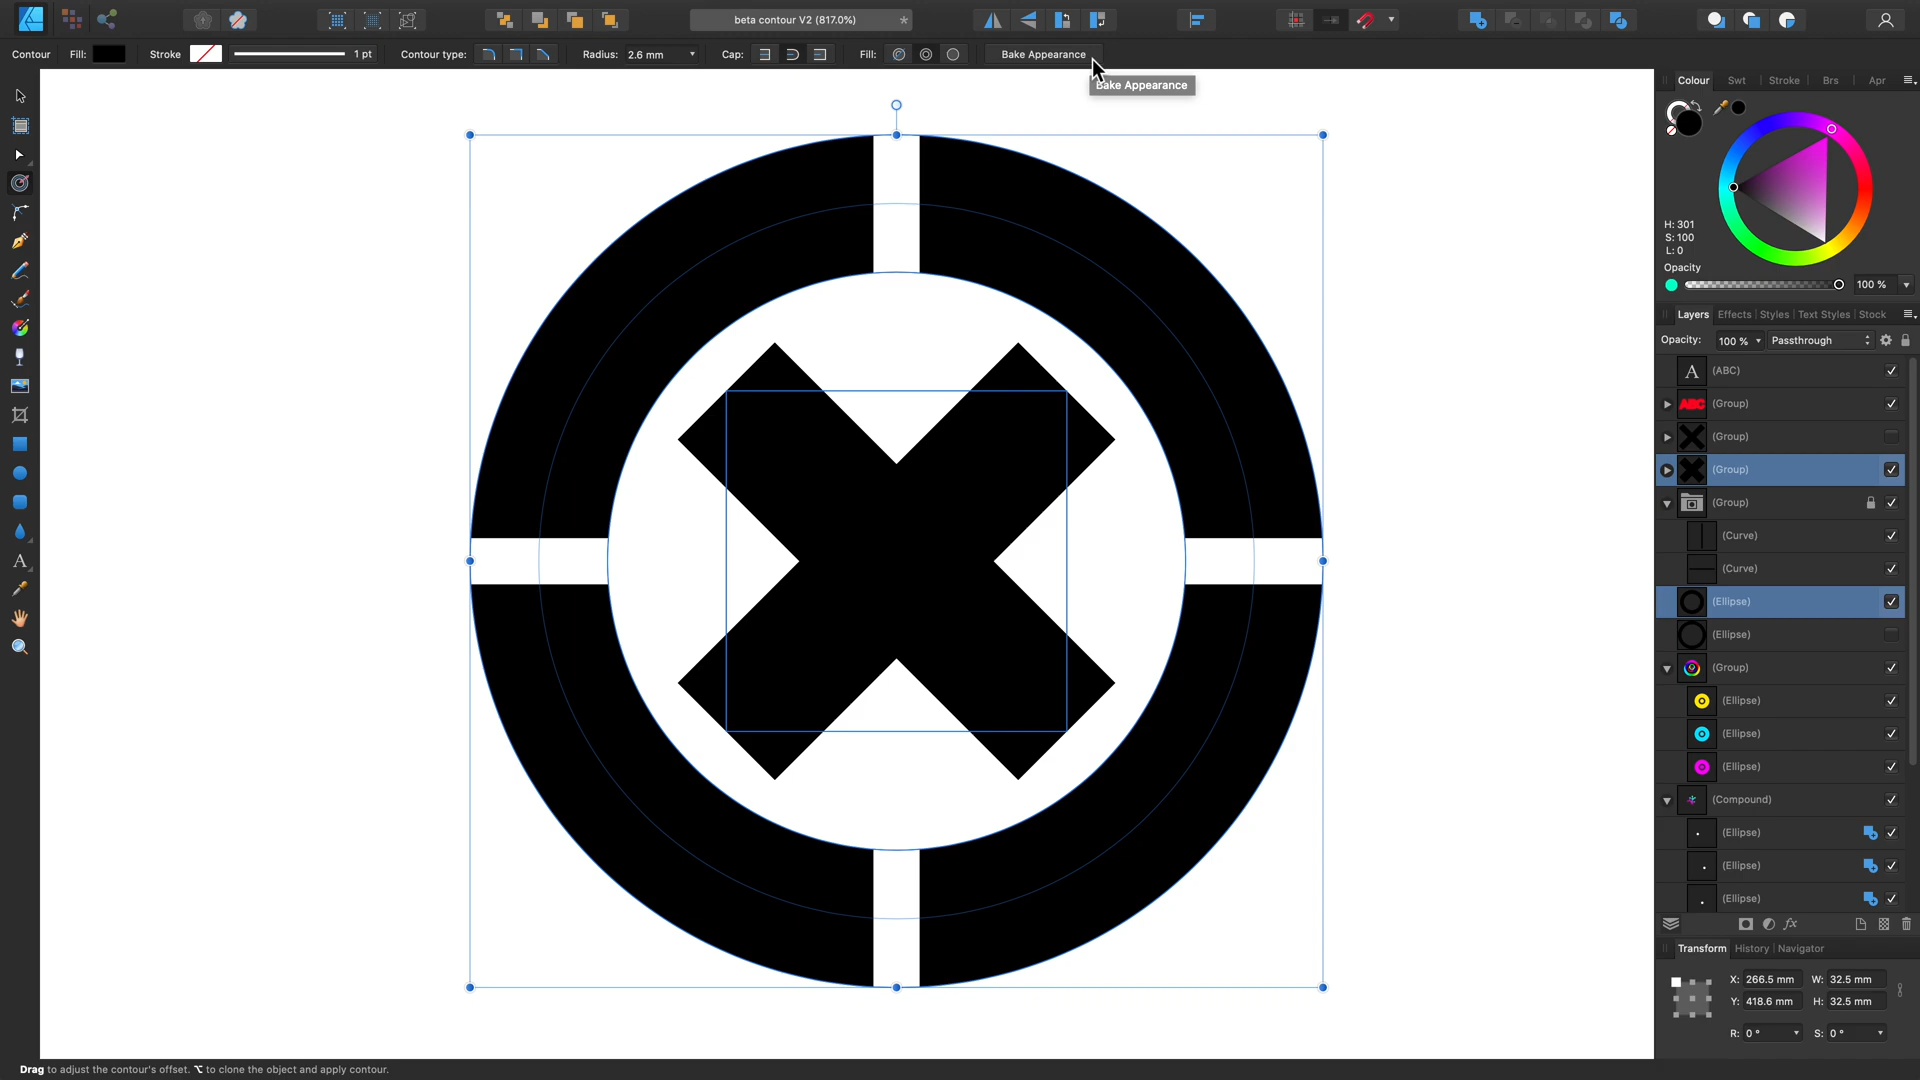 beta contour V2 (817.0%)
*
Contour
Fill:
Stroke
1 pt
Contour type:
Radius:
2.6 mm
Cap:
Fill:
Bake Appearance
Bake Appearance
Colour
Swt
Stroke
Brs
Apr
H: 301
S: 100
L: 0
Opacity
100 %
Layers
Effects
Styles
Text Styles
Stock
Opacity:
100 %
Passthrough
A
(ABC)
ABC
(Group)
(Group)
(Group)
(Group)
(Curve)
(Curve)
(Ellipse)
(Ellipse)
(Group)
(Ellipse)
(Ellipse)
(Ellipse)
(Compound)
(Ellipse)
(Ellipse)
(Ellipse)
fx
Transform
History
Navigator
X: 266.5 mm
W: 32.5 mm
Y: 418.6 mm
H: 32.5 mm
R: 0 °
S: 0 °
A
Drag to adjust the contour's offset. ⌥ to clone the object and apply contour.